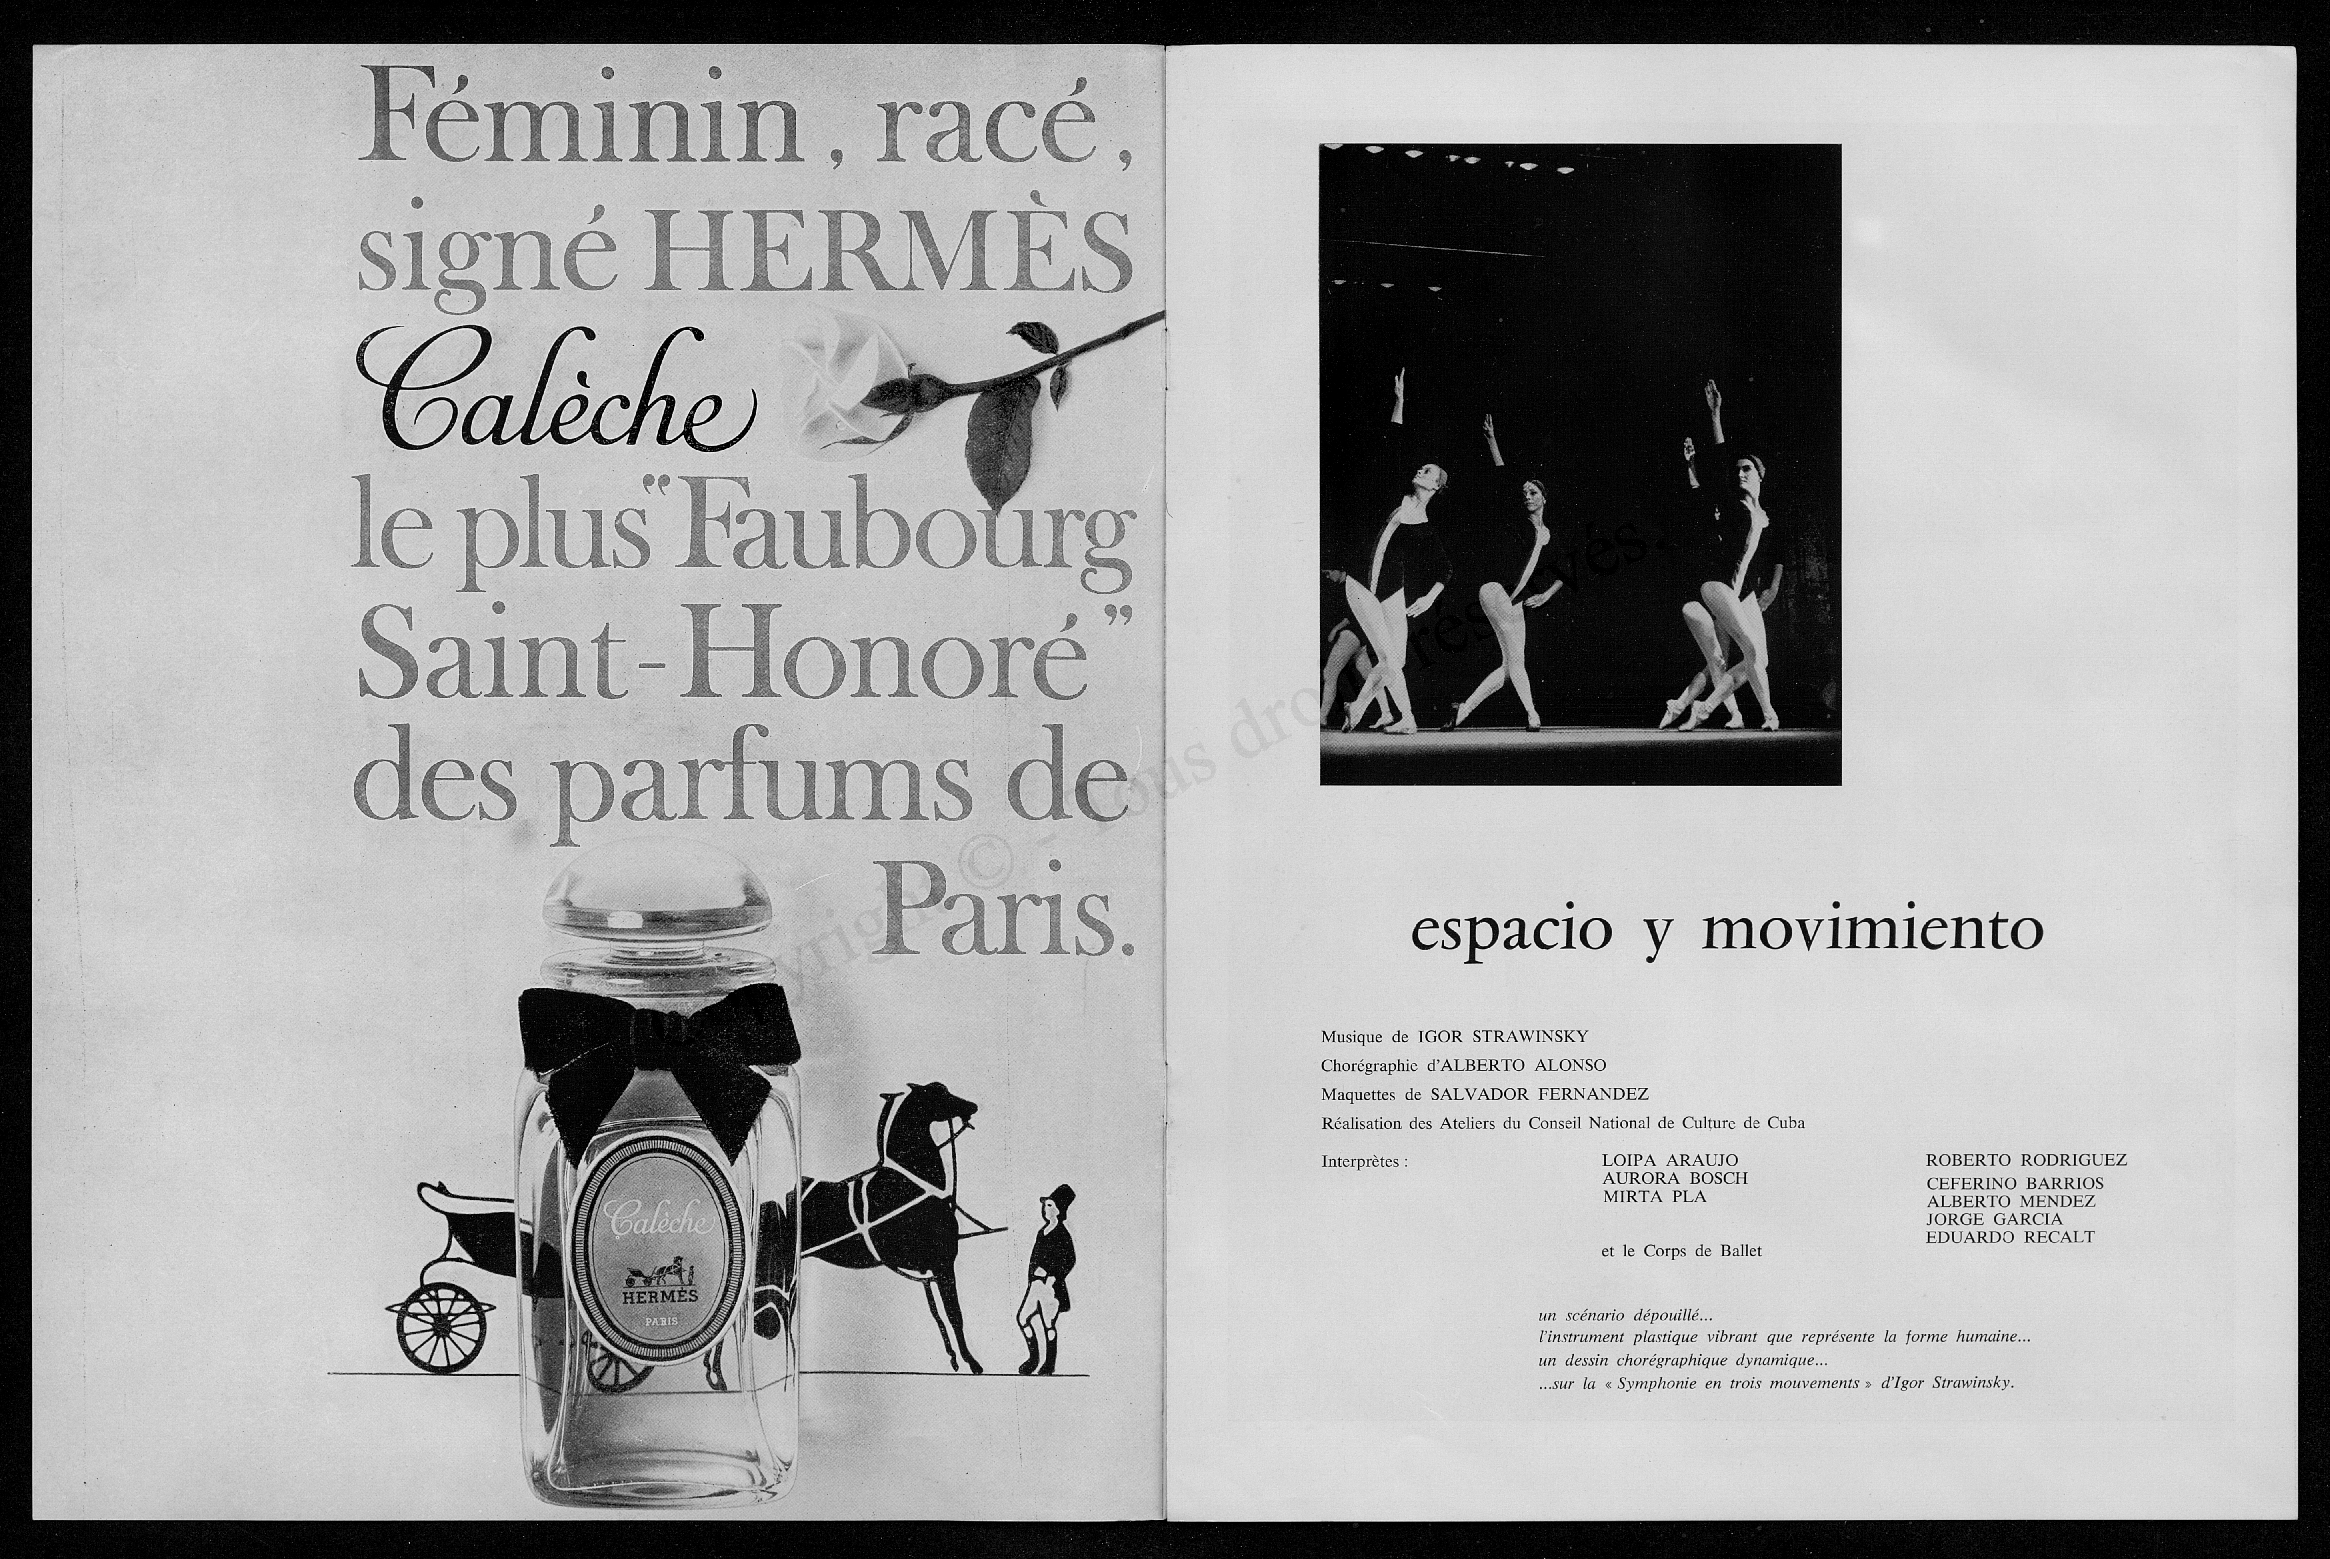 Féminin, racé,
signé HERMÈS
Calèche
le plus “Faubourg
Saint-Honoré”
des parfums de
Paris.
Calèche
HERMÈS
PARIS
espacio y movimiento
Musique de IGOR STRAWINSKY
Chorégraphie d'ALBERTO ALONSO
Maquettes de SALVADOR FERNANDEZ
Réalisation des Ateliers du Conseil National de Culture de Cuba
Interprètes :
LOIPA ARAUJO
AURORA BOSCH
MIRTA PLA
et le Corps de Ballet
ROBERTO RODRIGUEZ
CEFERINO BARRIOS
ALBERTO MENDEZ
JORGE GARCIA
EDUARDO RECALT
un scénario dépouillé...
l'instrument plastique vibrant que représente la forme humaine...
un dessin chorégraphique dynamique...
...sur la « Symphonie en trois mouvements » d'Igor Strawinsky.
Copyright © - Tous droits réservés.